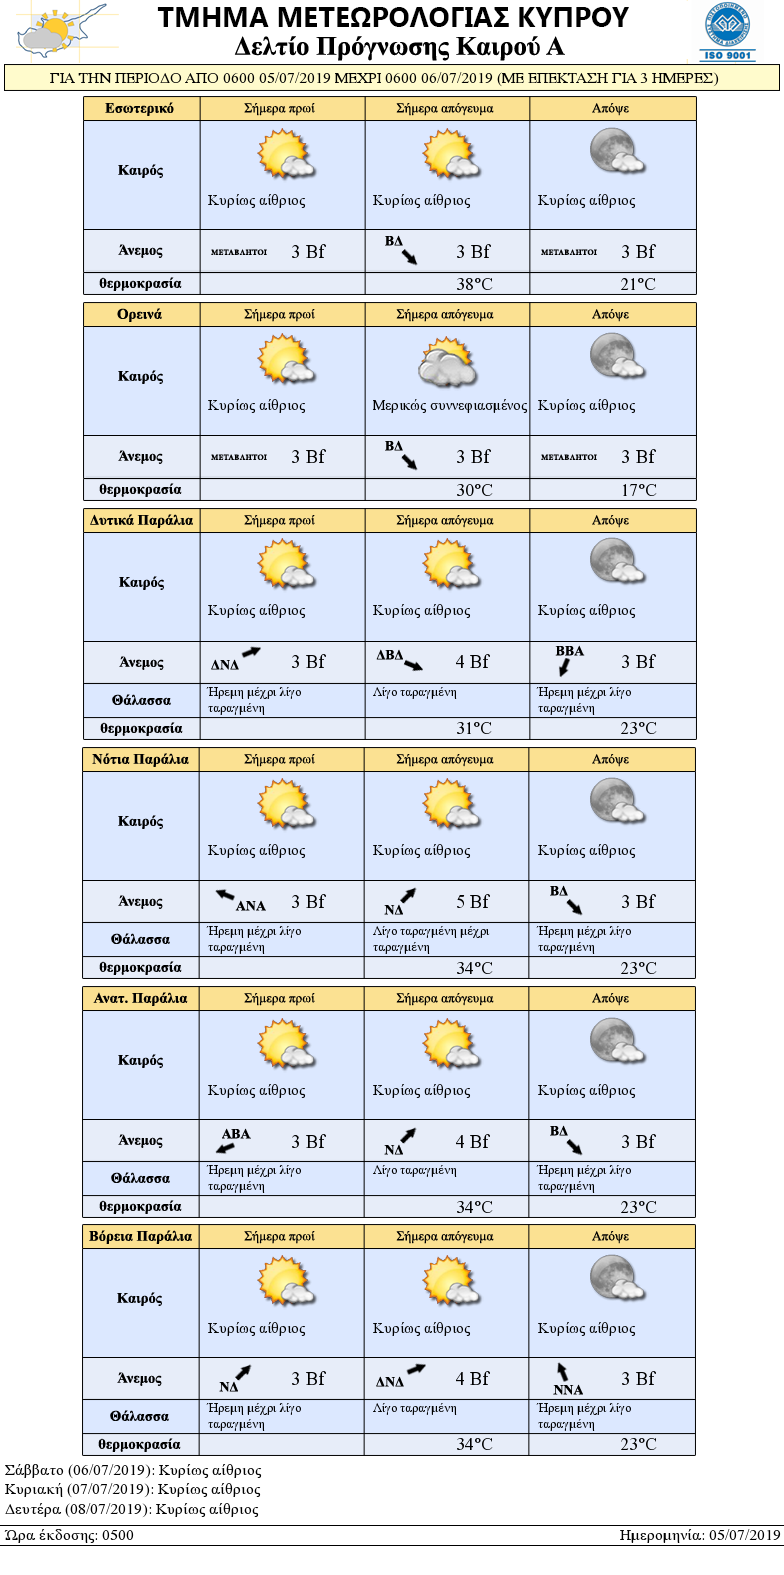 ΤΜΗΜΑ ΜΕΤΕΩΡΟΛΟΓΙΑΣ ΚΥΠΡΟΥ
Δελτίο Πρόγνωσης Καιρού Α
ISO 9001
ΓΙΑ ΤΗΝ ΠΕΡΙΟΔΟ ΑΠΟ 0600 05/07/2019 ΜΕΧΡΙ 0600 06/07/2019 (ΜΕ ΕΠΕΚΤΑΣΗ ΓΙΑ 3 ΗΜΕΡΕΣ)
Εσωτερικό Σήμερα πρωί Σήμερα απόγευμα Απόψε
Καιρός
Κυρίως αίθριος Κυρίως αίθριος Κυρίως αίθριος
Άνεμος ΜΕΤΑΒΛΗΤΟΙ 3 Bf ΒΔ 3 Bf ΜΕΤΑΒΛΗΤΟΙ 3 Bf
θερμοκρασία 38°C 21°C
Ορεινά Σήμερα πρωί Σήμερα απόγευμα Απόψε
Καιρός
Κυρίως αίθριος Μερικώς συννεφιασμένος Κυρίως αίθριος
Άνεμος ΜΕΤΑΒΛΗΤΟΙ 3 Bf ΒΔ 3 Bf ΜΕΤΑΒΛΗΤΟΙ 3 Bf
θερμοκρασία 30°C 17°C
Δυτικά Παράλια Σήμερα πρωί Σήμερα απόγευμα Απόψε
Καιρός
Κυρίως αίθριος Κυρίως αίθριος Κυρίως αίθριος
Άνεμος ΔΝΔ 3 Bf ΔΒΔ 4 Bf ΒΒΑ 3 Bf
Θάλασσα Ήρεμη μέχρι λίγο ταραγμένη Λίγο ταραγμένη Ήρεμη μέχρι λίγο ταραγμένη
θερμοκρασία 31°C 23°C
Νότια Παράλια Σήμερα πρωί Σήμερα απόγευμα Απόψε
Καιρός
Κυρίως αίθριος Κυρίως αίθριος Κυρίως αίθριος
Άνεμος ΑΝΑ 3 Bf ΝΔ 5 Bf ΒΔ 3 Bf
Θάλασσα Ήρεμη μέχρι λίγο ταραγμένη Λίγο ταραγμένη μέχρι ταραγμένη Ήρεμη μέχρι λίγο ταραγμένη
θερμοκρασία 34°C 23°C
Ανατ. Παράλια Σήμερα πρωί Σήμερα απόγευμα Απόψε
Καιρός
Κυρίως αίθριος Κυρίως αίθριος Κυρίως αίθριος
Άνεμος ΑΒΑ 3 Bf ΝΔ 4 Bf ΒΔ 3 Bf
Θάλασσα Ήρεμη μέχρι λίγο ταραγμένη Λίγο ταραγμένη Ήρεμη μέχρι λίγο ταραγμένη
θερμοκρασία 34°C 23°C
Βόρεια Παράλια Σήμερα πρωί Σήμερα απόγευμα Απόψε
Καιρός
Κυρίως αίθριος Κυρίως αίθριος Κυρίως αίθριος
Άνεμος ΝΔ 3 Bf ΔΝΔ 4 Bf ΝΝΑ 3 Bf
Θάλασσα Ήρεμη μέχρι λίγο ταραγμένη Λίγο ταραγμένη Ήρεμη μέχρι λίγο ταραγμένη
θερμοκρασία 34°C 23°C
Σάββατο (06/07/2019): Κυρίως αίθριος
Κυριακή (07/07/2019): Κυρίως αίθριος
Δευτέρα (08/07/2019): Κυρίως αίθριος
Ώρα έκδοσης: 0500 Ημερομηνία: 05/07/2019